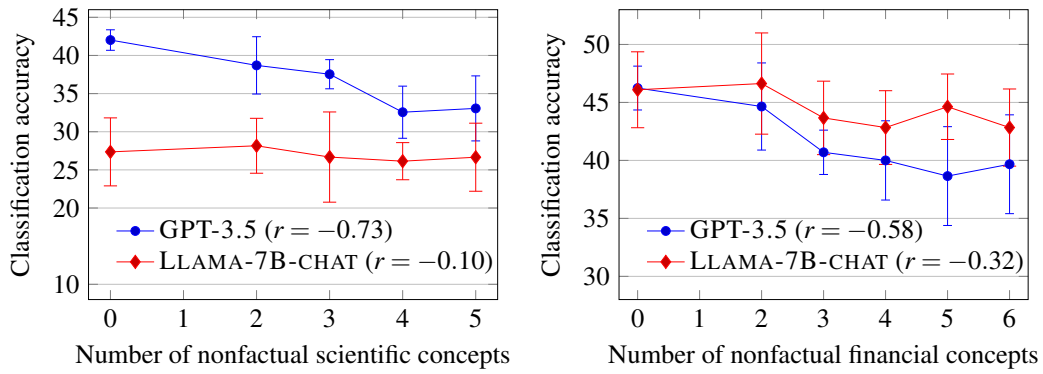 Classification accuracy
45
40
35
30
25
20
10
GPT-3.5 (r = −0.73)
LLAMA-7B-CHAT (r = −0.10)
0 1 2 3 4 5
Number of nonfactual scientific concepts
Classification accuracy
50
45
40
35
30
GPT-3.5 (r = −0.58)
LLAMA-7B-CHAT (r = −0.32)
0 1 2 3 4 5 6
Number of nonfactual financial concepts